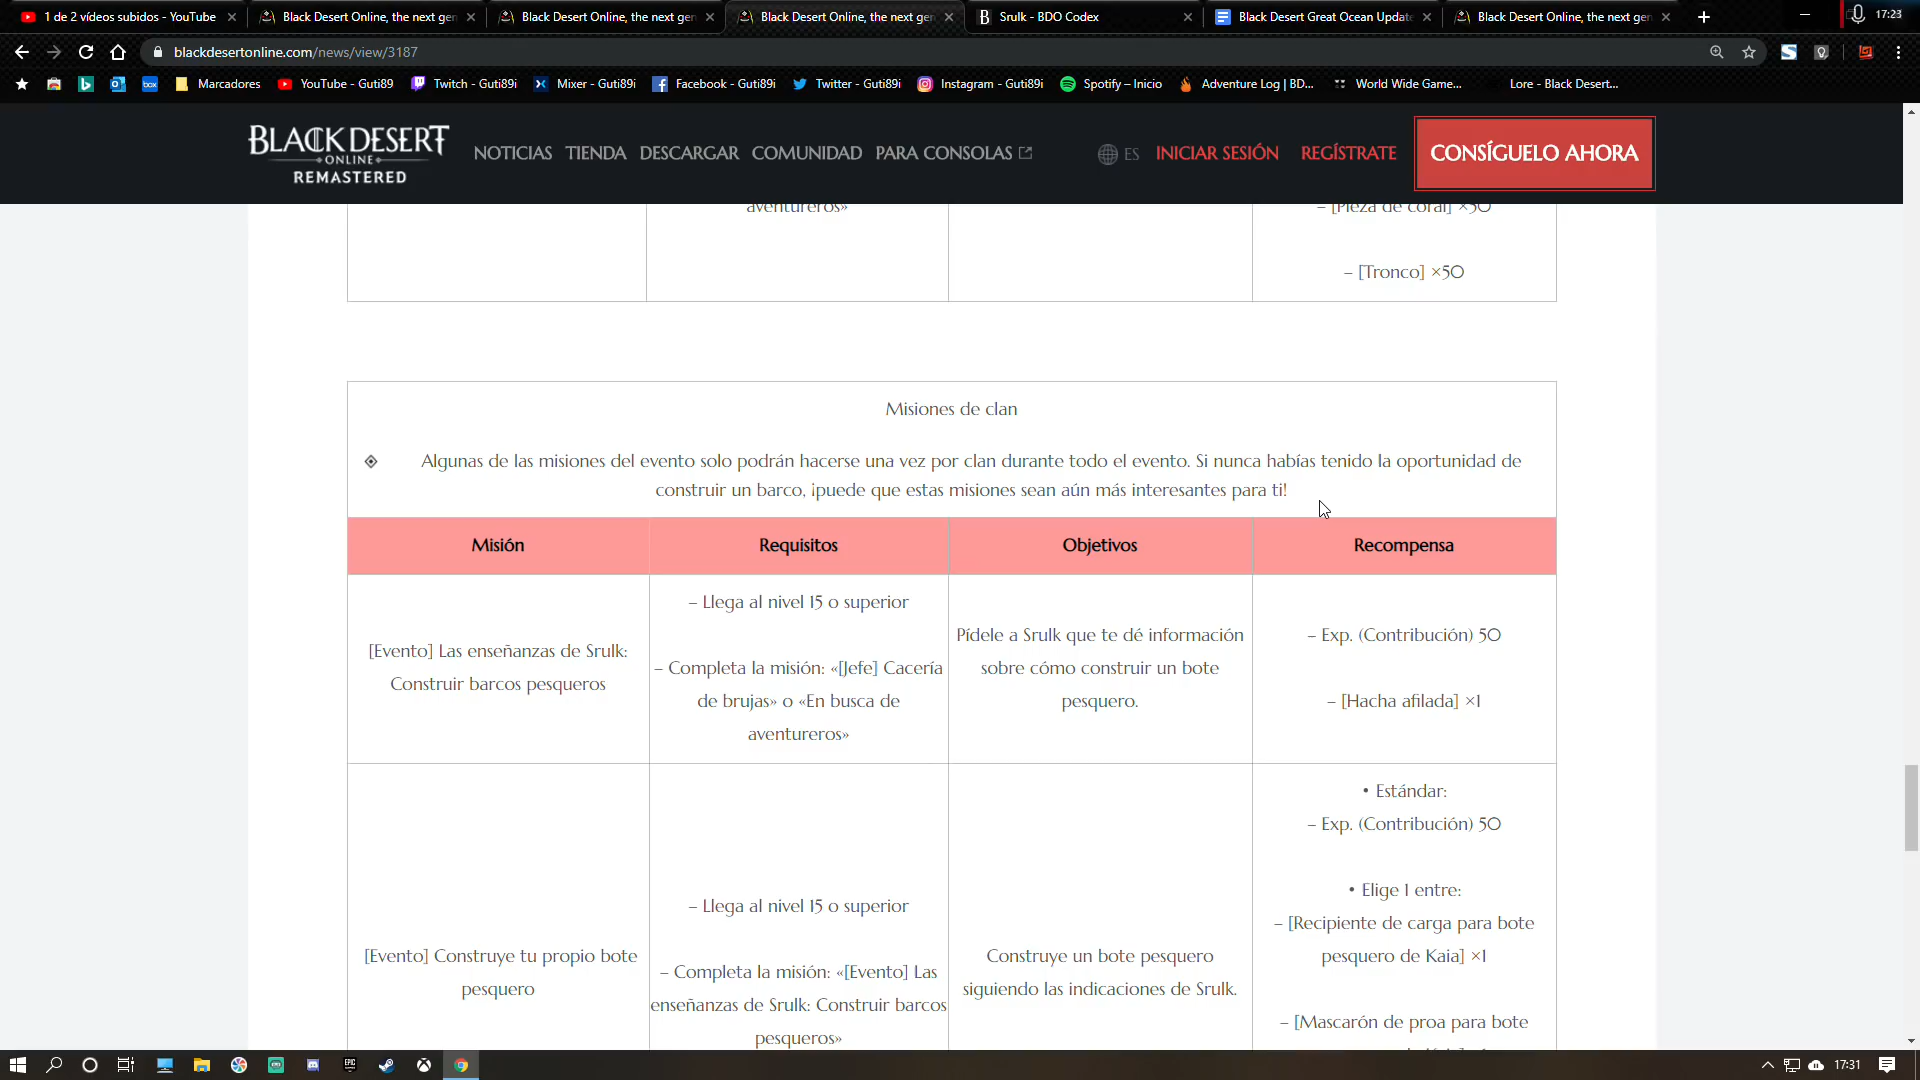 1 de 2 vídeos subidos - YouTube
Black Desert Online, the next gen
Black Desert Online, the next gen
Black Desert Online, the next gen
B Srulk - BDO Codex
Black Desert Great Ocean Update
Black Desert Online, the next gen
17:23
blackdesertonline.com/news/view/3187
Marcadores
YouTube - Guti89
Twitch - Guti89i
Mixer - Guti89i
Facebook - Guti89i
Twitter - Guti89i
Instagram - Guti89i
Spotify – Inicio
Adventure Log | BD...
World Wide Game...
Lore - Black Desert...
BLACK DESERT
ONLINE
REMASTERED
NOTICIAS TIENDA DESCARGAR COMUNIDAD PARA CONSOLAS
ES
INICIAR SESIÓN REGÍSTRATE
CONSÍGUELO AHORA
aventureros»
– [Pieza de coral] ×50
– [Tronco] ×50
Misiones de clan
Algunas de las misiones del evento solo podrán hacerse una vez por clan durante todo el evento. Si nunca habías tenido la oportunidad de
construir un barco, ¡puede que estas misiones sean aún más interesantes para ti!
Misión Requisitos Objetivos Recompensa
[Evento] Las enseñanzas de Srulk:
Construir barcos pesqueros
– Llega al nivel 15 o superior
– Completa la misión: «[Jefe] Cacería
de brujas» o «En busca de
aventureros»
Pídele a Srulk que te dé información
sobre cómo construir un bote
pesquero.
– Exp. (Contribución) 50
– [Hacha afilada] ×1
[Evento] Construye tu propio bote
pesquero
– Llega al nivel 15 o superior
– Completa la misión: «[Evento] Las
enseñanzas de Srulk: Construir barcos
pesqueros»
Construye un bote pesquero
siguiendo las indicaciones de Srulk.
• Estándar:
– Exp. (Contribución) 50
• Elige 1 entre:
– [Recipiente de carga para bote
pesquero de Kaia] ×1
– [Mascarón de proa para bote
17:31